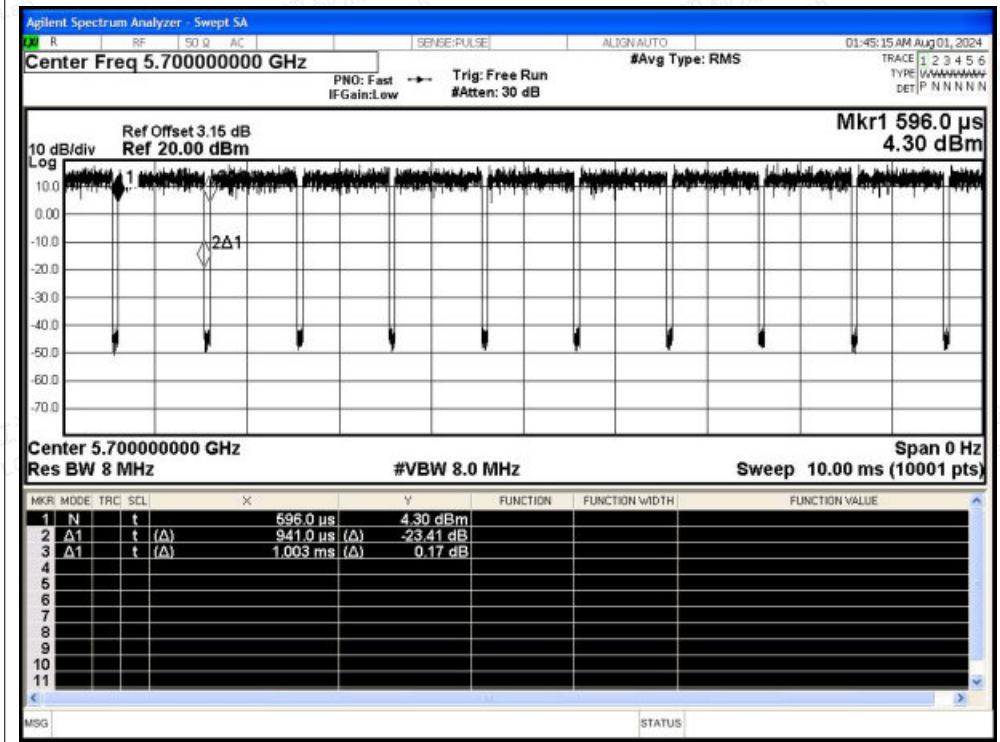 Agilent Spectrum Analyzer - Swept SA
R RF 50 Ω AC SENSE:PULSE ALIGNAUTO 01:45:15 AM Aug 01, 2024
Center Freq 5.700000000 GHz
PNO: Fast
IFGain:Low
Trig: Free Run
#Atten: 30 dB
#Avg Type: RMS
TRACE 1 2 3 4 5 6
TYPE
DET P N N N N N
Mkr1 596.0 µs
4.30 dBm
Ref Offset 3.15 dB
10 dB/div Ref 20.00 dBm
Log
10.0
0.00
-10.0
-20.0
-30.0
-40.0
-50.0
-60.0
-70.0
1
2Δ1
Center 5.700000000 GHz Span 0 Hz
Res BW 8 MHz #VBW 8.0 MHz Sweep 10.00 ms (10001 pts)
MKR MODE TRC SCL X Y FUNCTION FUNCTION WIDTH FUNCTION VALUE
1 N t 596.0 µs 4.30 dBm
2 Δ1 t (Δ) 941.0 µs (Δ) -23.41 dB
3 Δ1 t (Δ) 1.003 ms (Δ) 0.17 dB
4
5
6
7
8
9
10
11
MSG STATUS